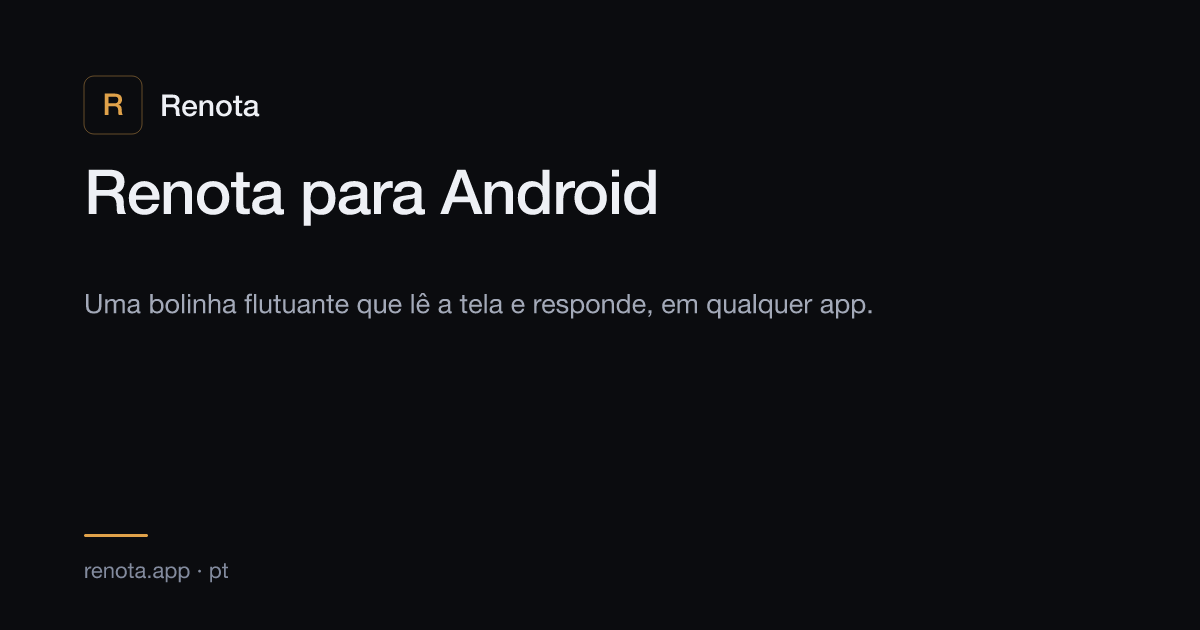 R
Renota
Renota para Android
Uma bolinha flutuante que lê a tela e responde, em qualquer app.
renota.app · pt